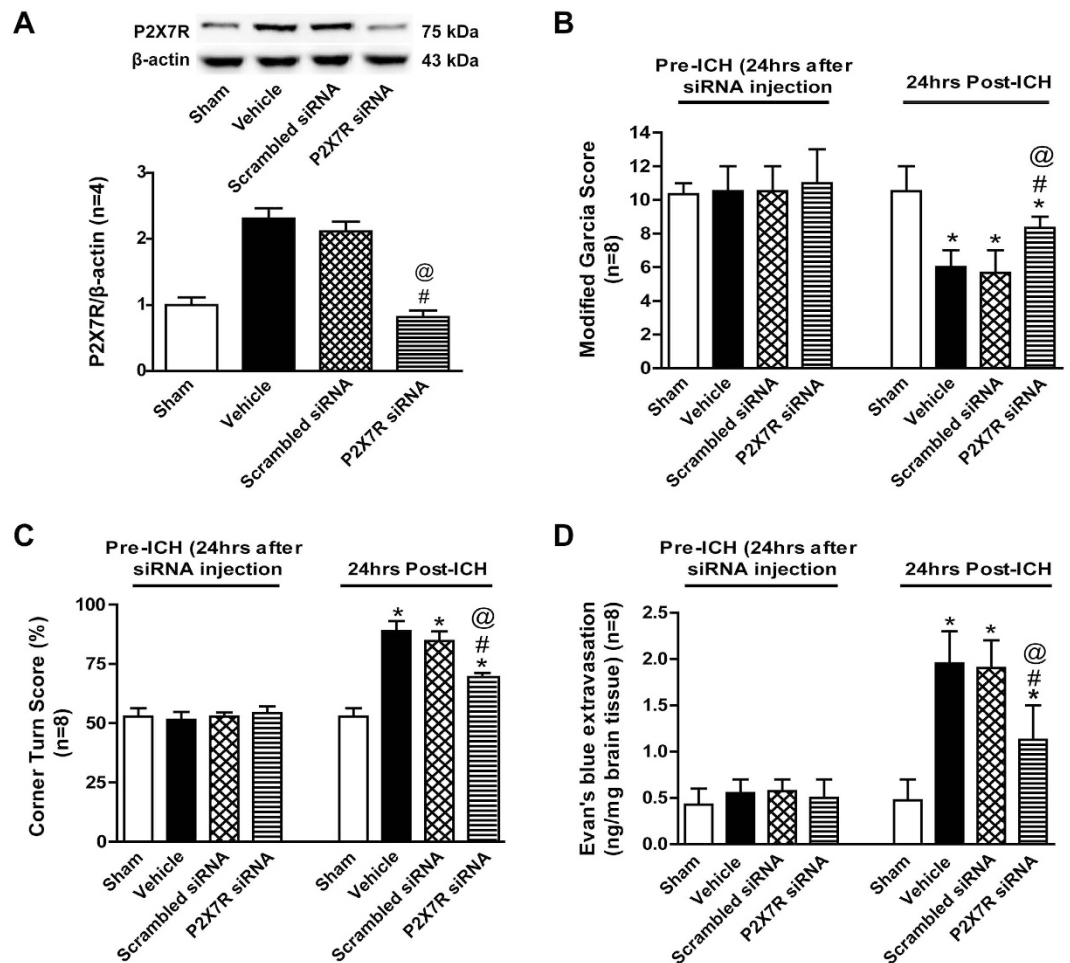 A
P2X7R
75 kDa
β-actin
43 kDa
Sham
Vehicle
Scrambled siRNA
P2X7R siRNA
P2X7R/β-actin (n=4)
3
2
1
0
@
#
Sham
Vehicle
Scrambled siRNA
P2X7R siRNA
B
Pre-ICH (24hrs after
siRNA injection
24hrs Post-ICH
Modified Garcia Score
(n=8)
14
12
10
8
6
4
2
0
*
*
@
#
*
Sham
Vehicle
Scrambled siRNA
P2X7R siRNA
Sham
Vehicle
Scrambled siRNA
P2X7R siRNA
C
Pre-ICH (24hrs after
siRNA injection
24hrs Post-ICH
Corner Turn Score (%)
(n=8)
100
75
50
25
0
*
*
@
#
*
Sham
Vehicle
Scrambled siRNA
P2X7R siRNA
Sham
Vehicle
Scrambled siRNA
P2X7R siRNA
D
Pre-ICH (24hrs after
siRNA injection
24hrs Post-ICH
Evan's blue extravasation
(ng/mg brain tissue) (n=8)
2.5
2.0
1.5
1.0
0.5
0.0
*
*
@
#
*
Sham
Vehicle
Scrambled siRNA
P2X7R siRNA
Sham
Vehicle
Scrambled siRNA
P2X7R siRNA